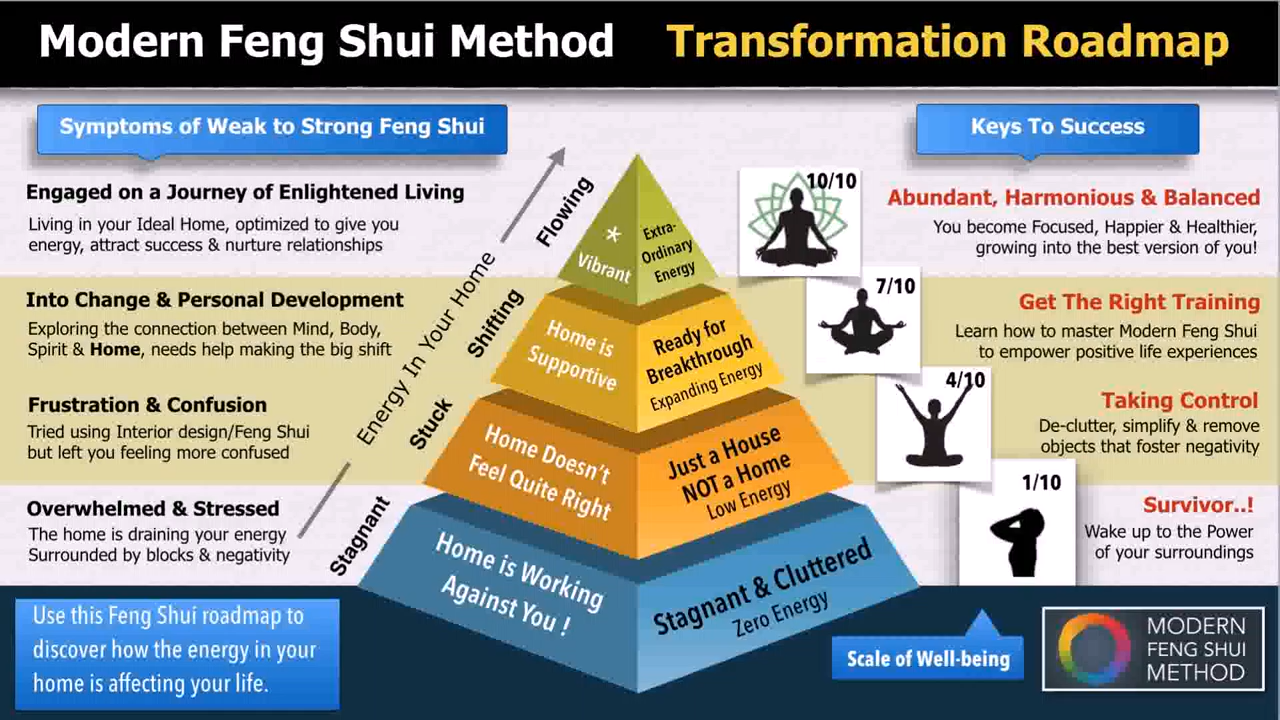 Modern Feng Shui Method Transformation Roadmap
Symptoms of Weak to Strong Feng Shui
Engaged on a Journey of Enlightened Living
Living in your Ideal Home, optimized to give you
energy, attract success & nurture relationships
Into Change & Personal Development
Exploring the connection between Mind, Body,
Spirit & Home, needs help making the big shift
Frustration & Confusion
Tried using Interior design/Feng Shui
but left you feeling more confused
Overwhelmed & Stressed
The home is draining your energy
Surrounded by blocks & negativity
Use this Feng Shui roadmap to
discover how the energy in your
home is affecting your life.
Energy In Your Home
Flowing
Shifting
Stuck
Stagnant
*
Vibrant
Extra-
Ordinary
Energy
Home is
Supportive
Ready for
Breakthrough
Expanding Energy
Home Doesn't
Feel Quite Right
Just a House
NOT a Home
Low Energy
Home is Working
Against You !
Stagnant & Cluttered
Zero Energy
10/10
7/10
4/10
1/10
Keys To Success
Abundant, Harmonious & Balanced
You become Focused, Happier & Healthier,
growing into the best version of you!
Get The Right Training
Learn how to master Modern Feng Shui
to empower positive life experiences
Taking Control
De-clutter, simplify & remove
objects that foster negativity
Survivor..!
Wake up to the Power
of your surroundings
Scale of Well-being
MODERN
FENG SHUI
METHOD